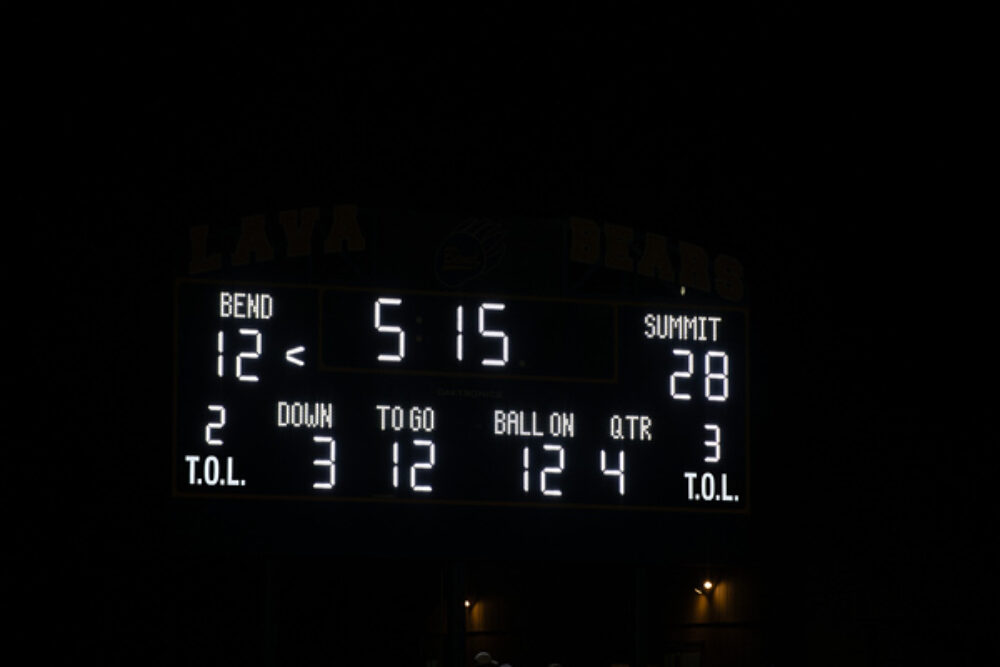 LAVA BEARS
BEND 5:15 SUMMIT
12 < 28
DOWN TO GO BALL ON QTR
2 3 12 12 4 3
T.O.L. T.O.L.